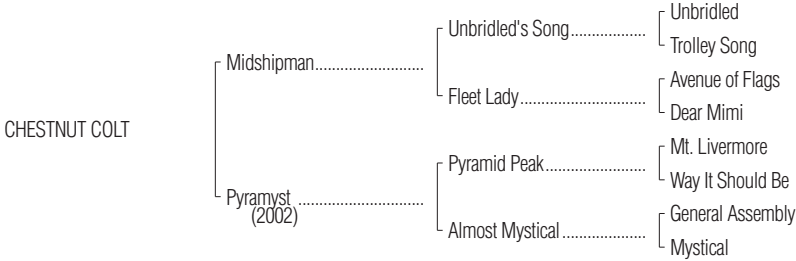 Unbridled
Unbridled's Song..................
Trolley Song
Midshipman.........................
Avenue of Flags
Fleet Lady..............................
Dear Mimi
CHESTNUT COLT
Mt. Livermore
Pyramid Peak........................
Way It Should Be
Pyramyst ..............................
(2002)
General Assembly
Almost Mystical ....................
Mystical